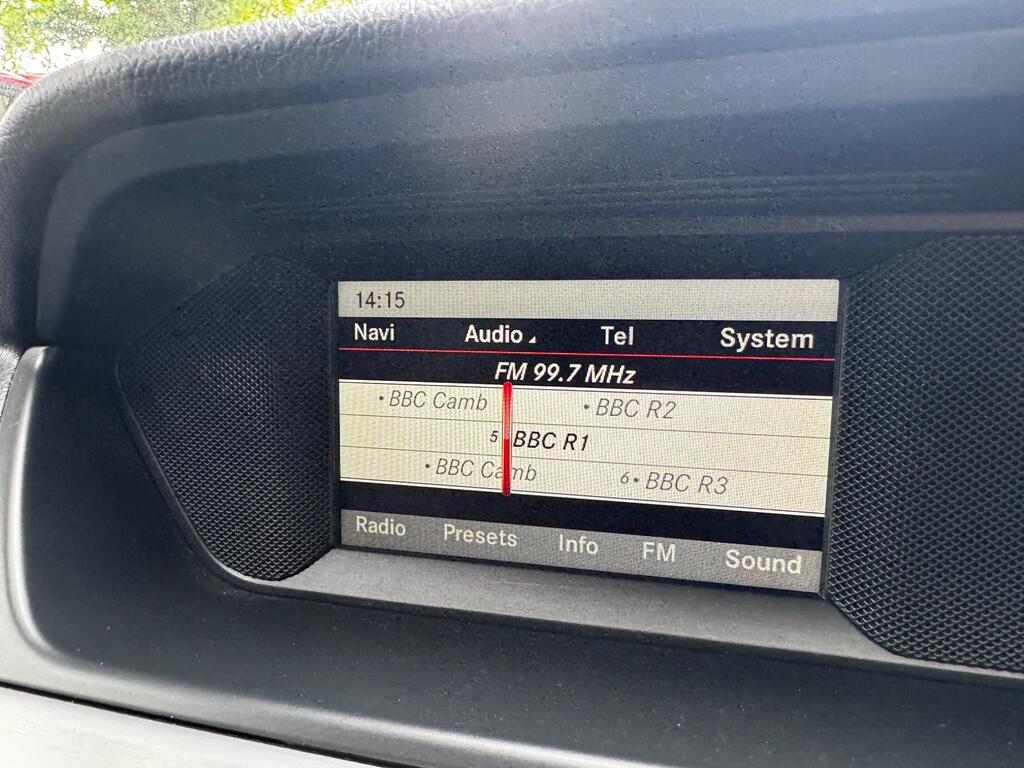 14:15
Navi Audio Tel System
FM 99.7 MHz
•BBC Camb •BBC R2
5 BBC R1
•BBC Camb 6•BBC R3
Radio Presets Info FM Sound